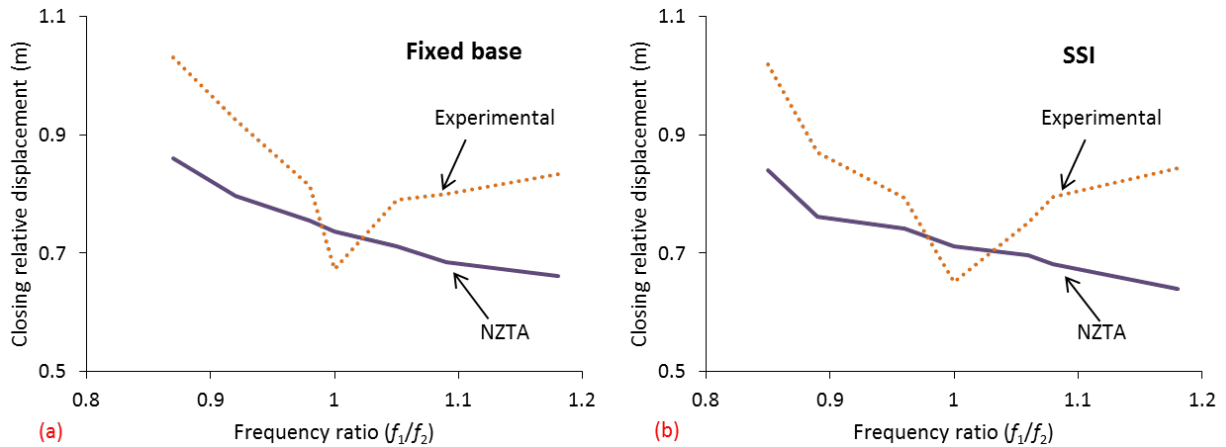 1.1
Fixed base
0.9
Experimental
0.7
NZTA
0.5
0.8
0.9
1
1.1
1.2
Closing relative displacement (m)
Frequency ratio (f₁/f₂)
(a)
1.1
SSI
0.9
Experimental
0.7
NZTA
0.5
0.8
0.9
1
1.1
1.2
Closing relative displacement (m)
Frequency ratio (f₁/f₂)
(b)